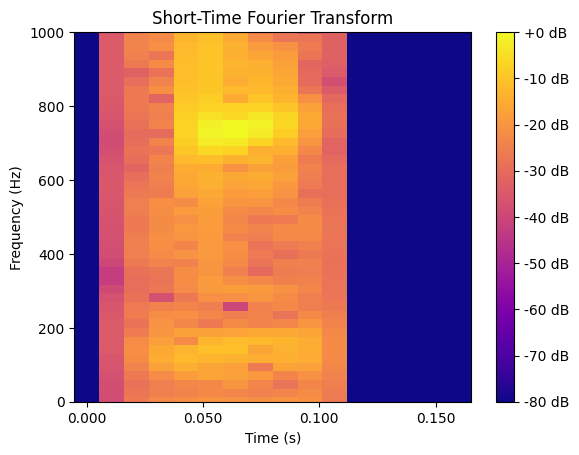 Short-Time Fourier Transform
1000
800
600
400
200
0
Frequency (Hz)
0.000
0.050
0.100
0.150
Time (s)
+0 dB
-10 dB
-20 dB
-30 dB
-40 dB
-50 dB
-60 dB
-70 dB
-80 dB